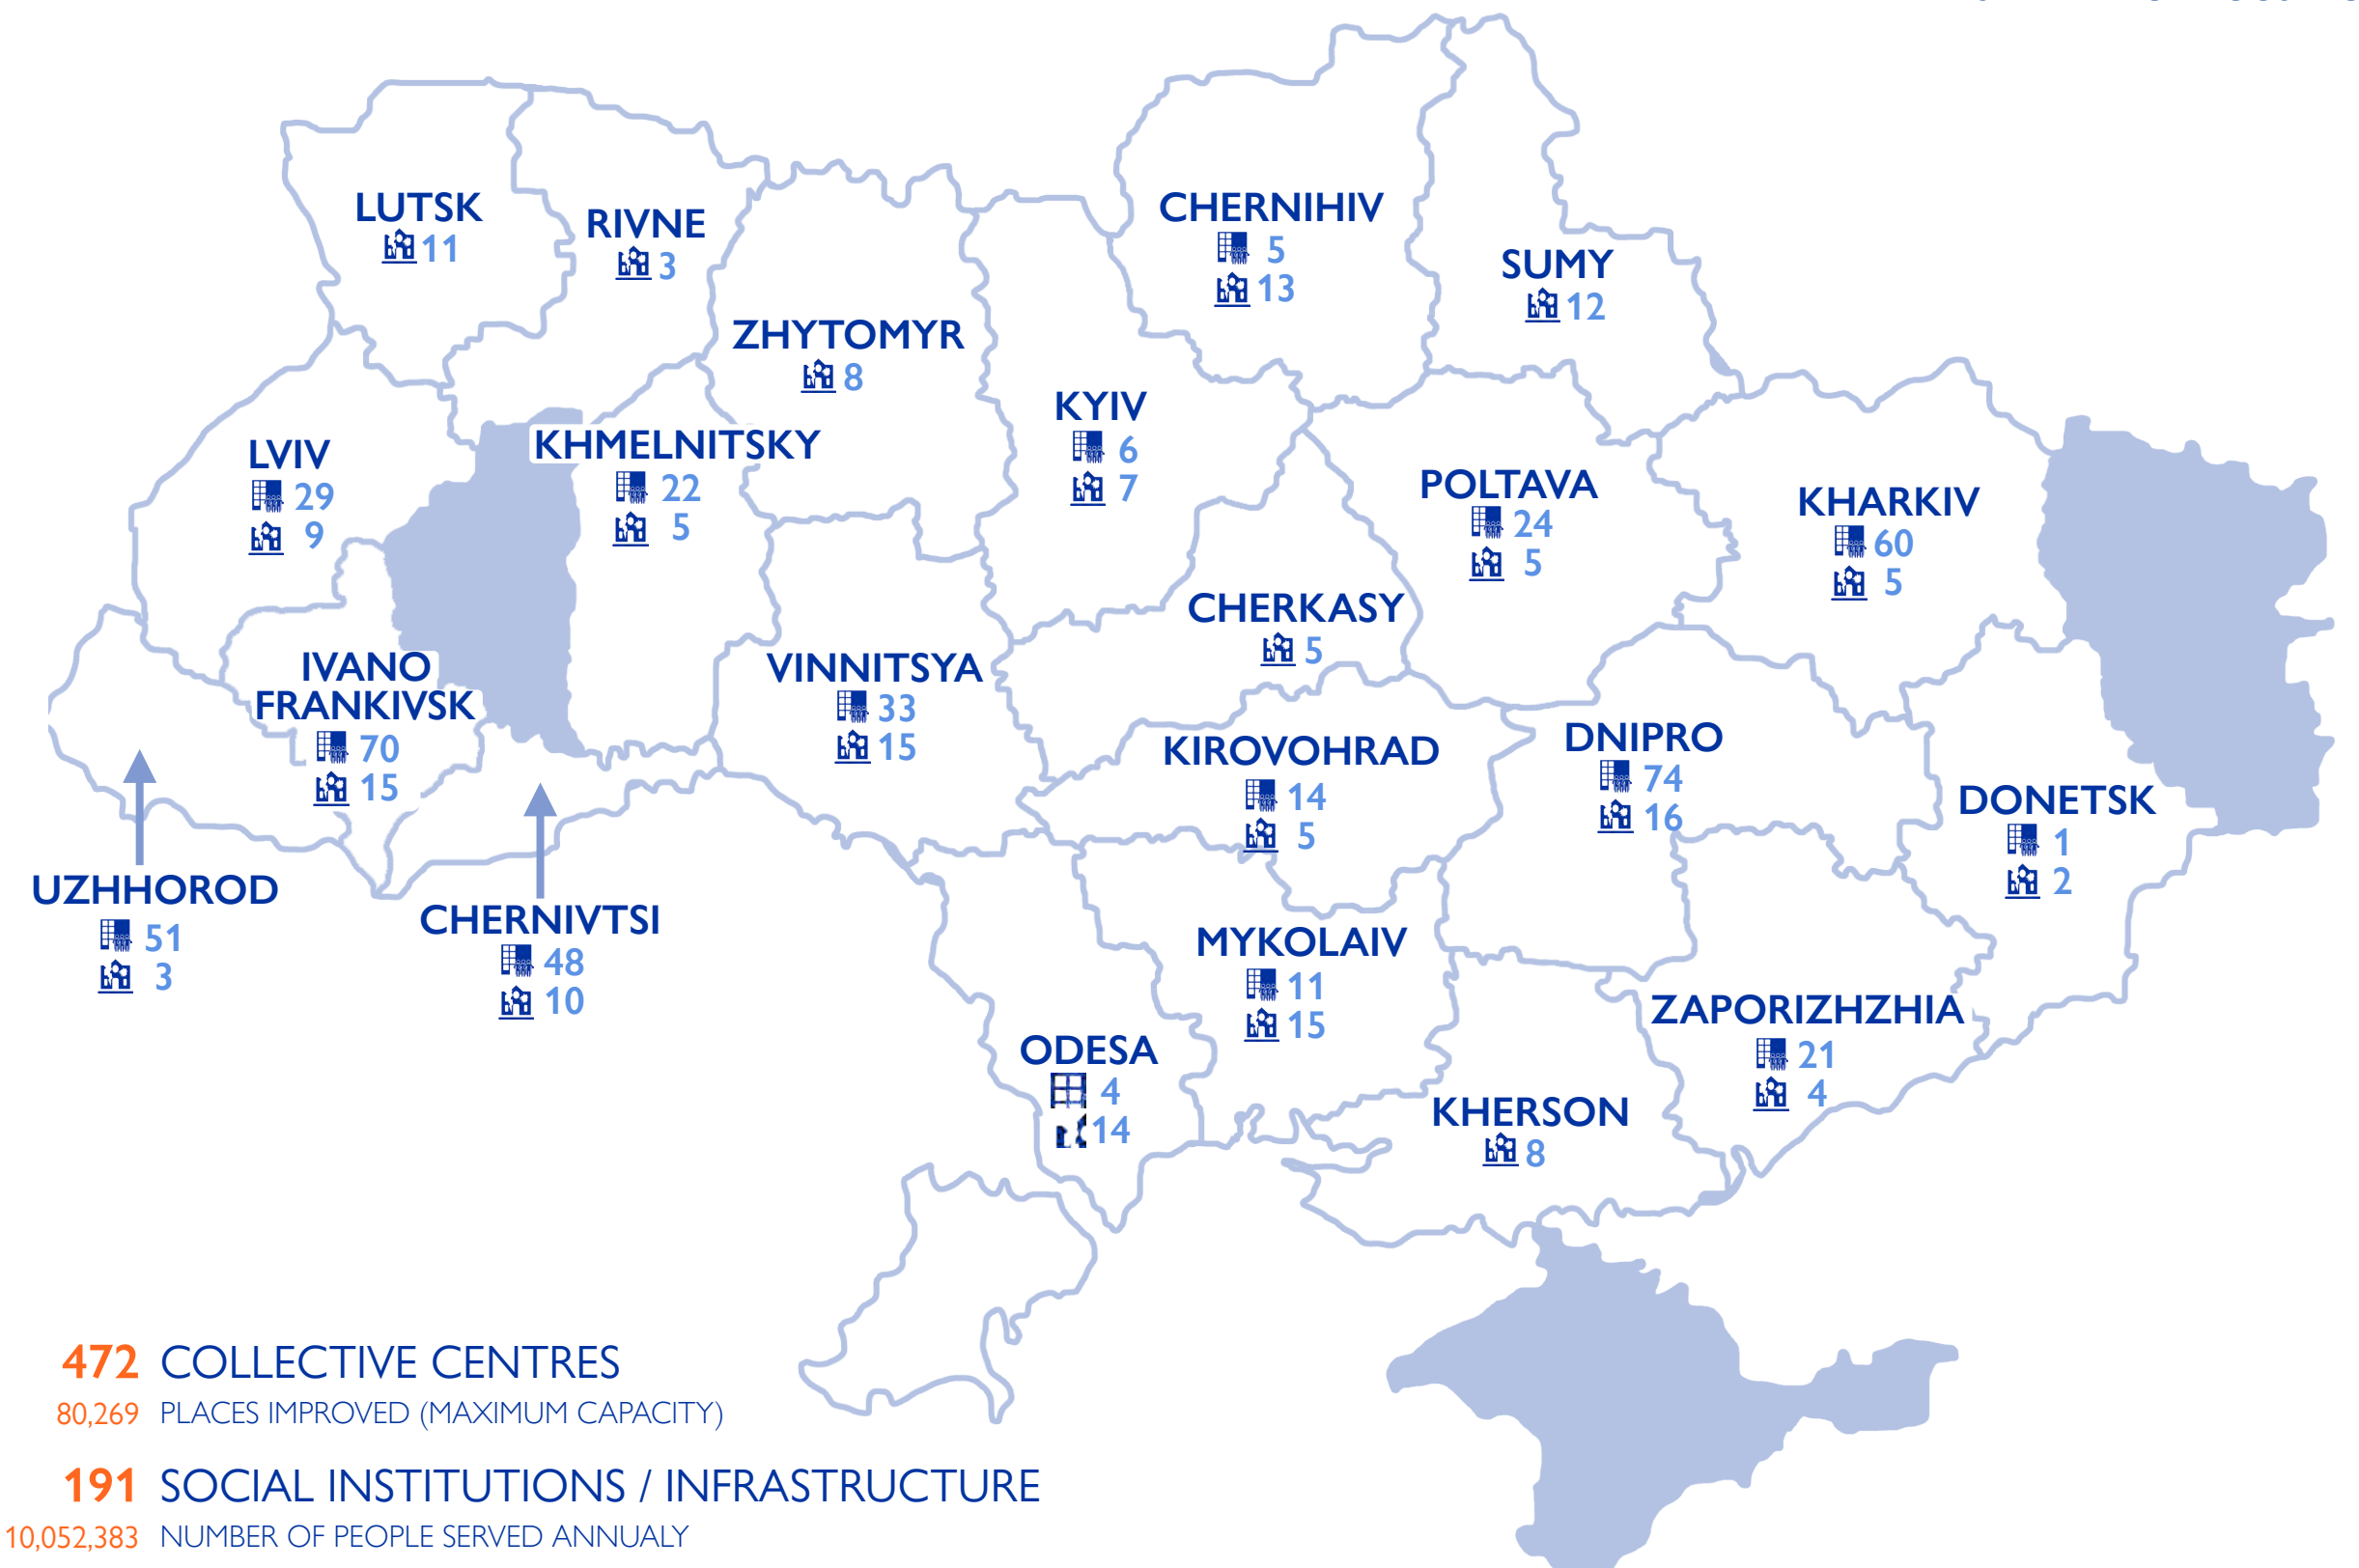 LUTSK
11
RIVNE
3
ZHYTOMYR
8
CHERNIHIV
5
13
SUMY
12
KYIV
6
7
LVIV
29
9
KHMELNITSKY
22
5
POLTAVA
24
5
KHARKIV
60
5
CHERKASY
5
IVANO
FRANKIVSK
70
15
VINNITSYA
33
15
KIROVOHRAD
14
5
DNIPRO
74
16
DONETSK
1
2
UZHHOROD
51
3
CHERNIVTSI
48
10
MYKOLAIV
11
15
ODESA
4
14
ZAPORIZHZHIA
21
4
KHERSON
8
472 COLLECTIVE CENTRES
80,269 PLACES IMPROVED (MAXIMUM CAPACITY)
191 SOCIAL INSTITUTIONS / INFRASTRUCTURE
10,052,383 NUMBER OF PEOPLE SERVED ANNUALY